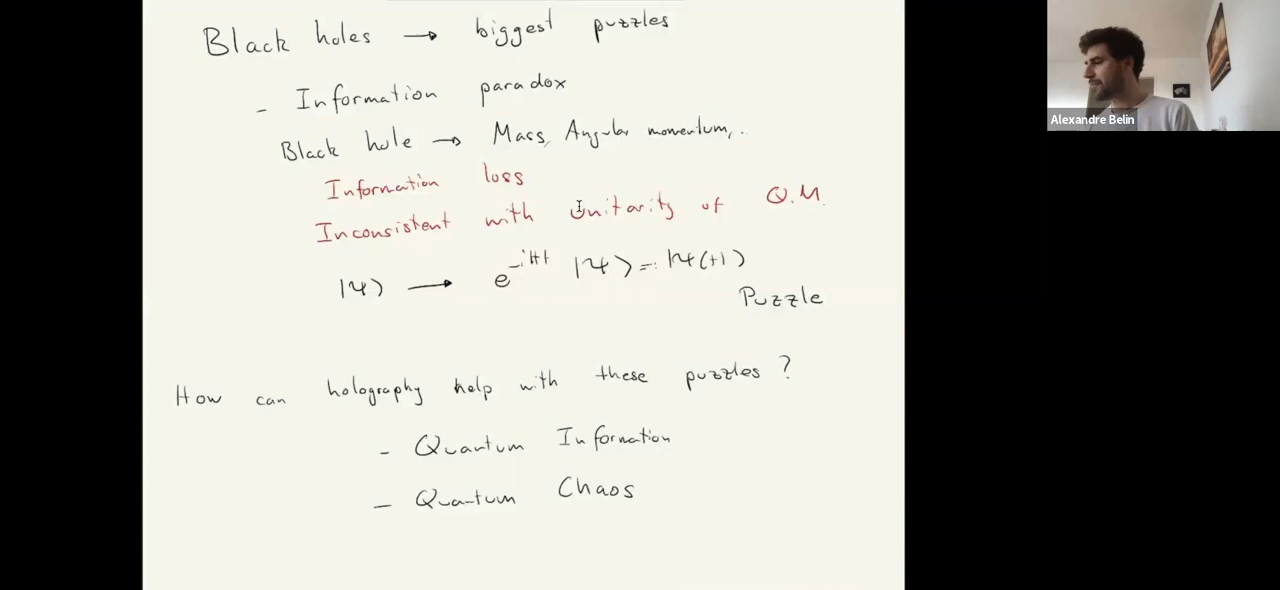 Black holes → biggest puzzles
- Information paradox
Black hole → Mass, Angular momentum, ..
Information loss
Inconsistent with Unitarity of Q.M.
|ψ⟩ → e^{-iHt} |ψ⟩ = |ψ(t)⟩
Puzzle
How can holography help with these puzzles ?
- Quantum Information
- Quantum Chaos
Alexandre Belin